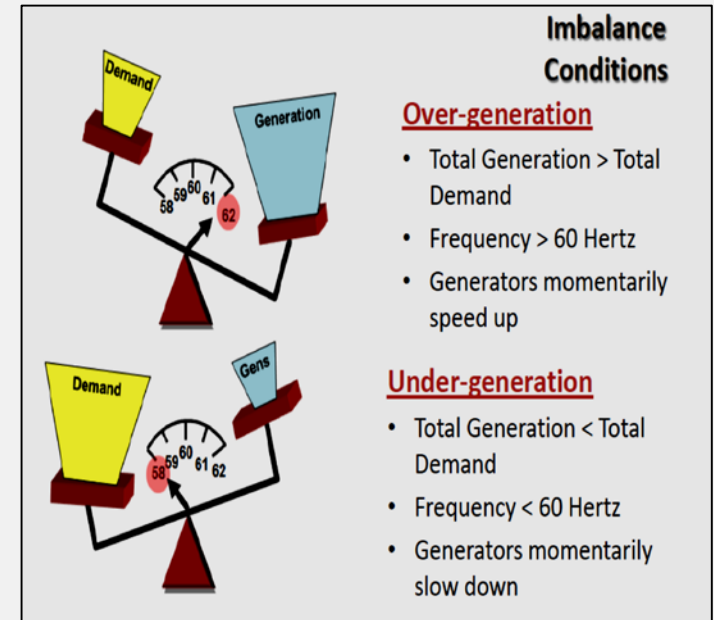 Imbalance
Conditions
Demand
Generation
58 59 60 61 62
Over-generation
• Total Generation > Total
Demand
• Frequency > 60 Hertz
• Generators momentarily
speed up
Demand
Gens
58 59 60 61 62
Under-generation
• Total Generation < Total
Demand
• Frequency < 60 Hertz
• Generators momentarily
slow down